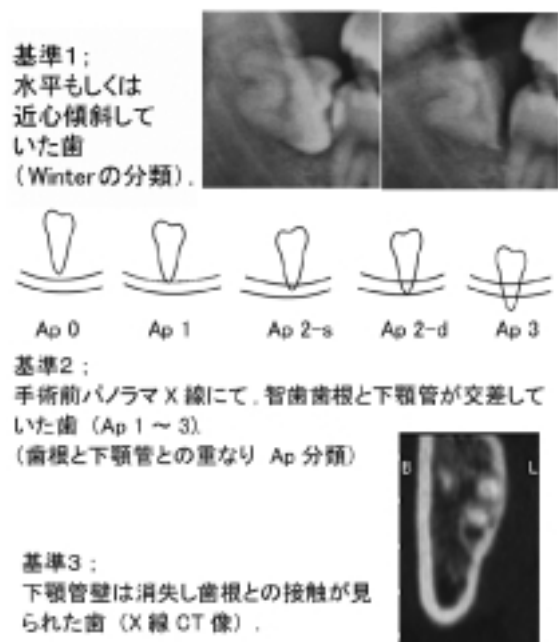 基準1；
水平もしくは
近心傾斜して
いた歯
(Winterの分類)．
Ap 0 Ap 1 Ap 2-s Ap 2-d Ap 3
基準2；
手術前パノラマX線にて，智歯歯根と下顎管が交差して
いた歯 (Ap 1 ～ 3)．
(歯根と下顎管との重なり Ap 分類)
B L
基準3；
下顎管壁は消失し歯根との接触が見
られた歯 (X 線 CT 像)．